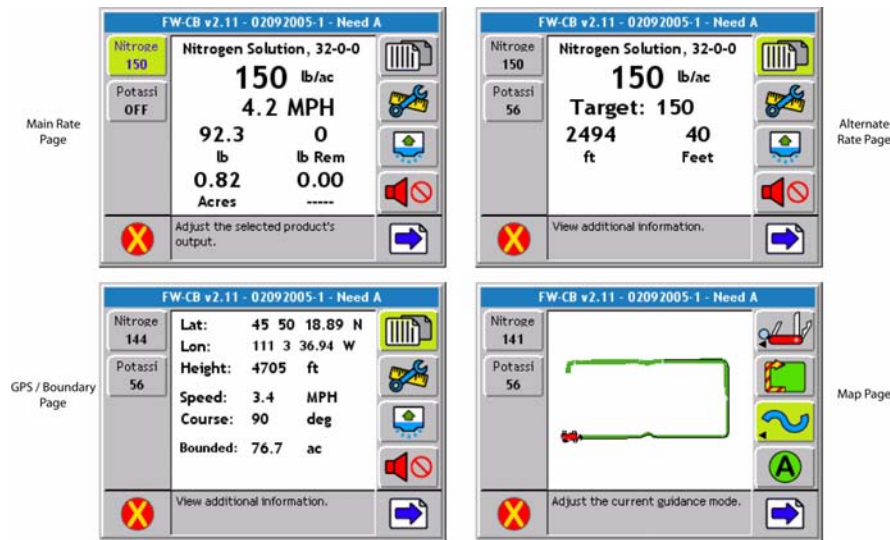 Main Rate
Page
FW-CB v2.11 - 02092005-1 - Need A
Nitroge
150
Potassi
OFF
Nitrogen Solution, 32-0-0
150 lb/ac
4.2 MPH
92.3 0
lb lb Rem
0.82 0.00
Acres -----
Adjust the selected product's
output.
FW-CB v2.11 - 02092005-1 - Need A
Nitroge
150
Potassi
56
Nitrogen Solution, 32-0-0
150 lb/ac
Target: 150
2494 40
ft Feet
View additional information.
Alternate
Rate Page
GPS / Boundary
Page
FW-CB v2.11 - 02092005-1 - Need A
Nitroge
144
Potassi
56
Lat: 45 50 18.89 N
Lon: 111 3 36.94 W
Height: 4705 ft
Speed: 3.4 MPH
Course: 90 deg
Bounded: 76.7 ac
View additional information.
FW-CB v2.11 - 02092005-1 - Need A
Nitroge
141
Potassi
56
A
Adjust the current guidance mode.
Map Page